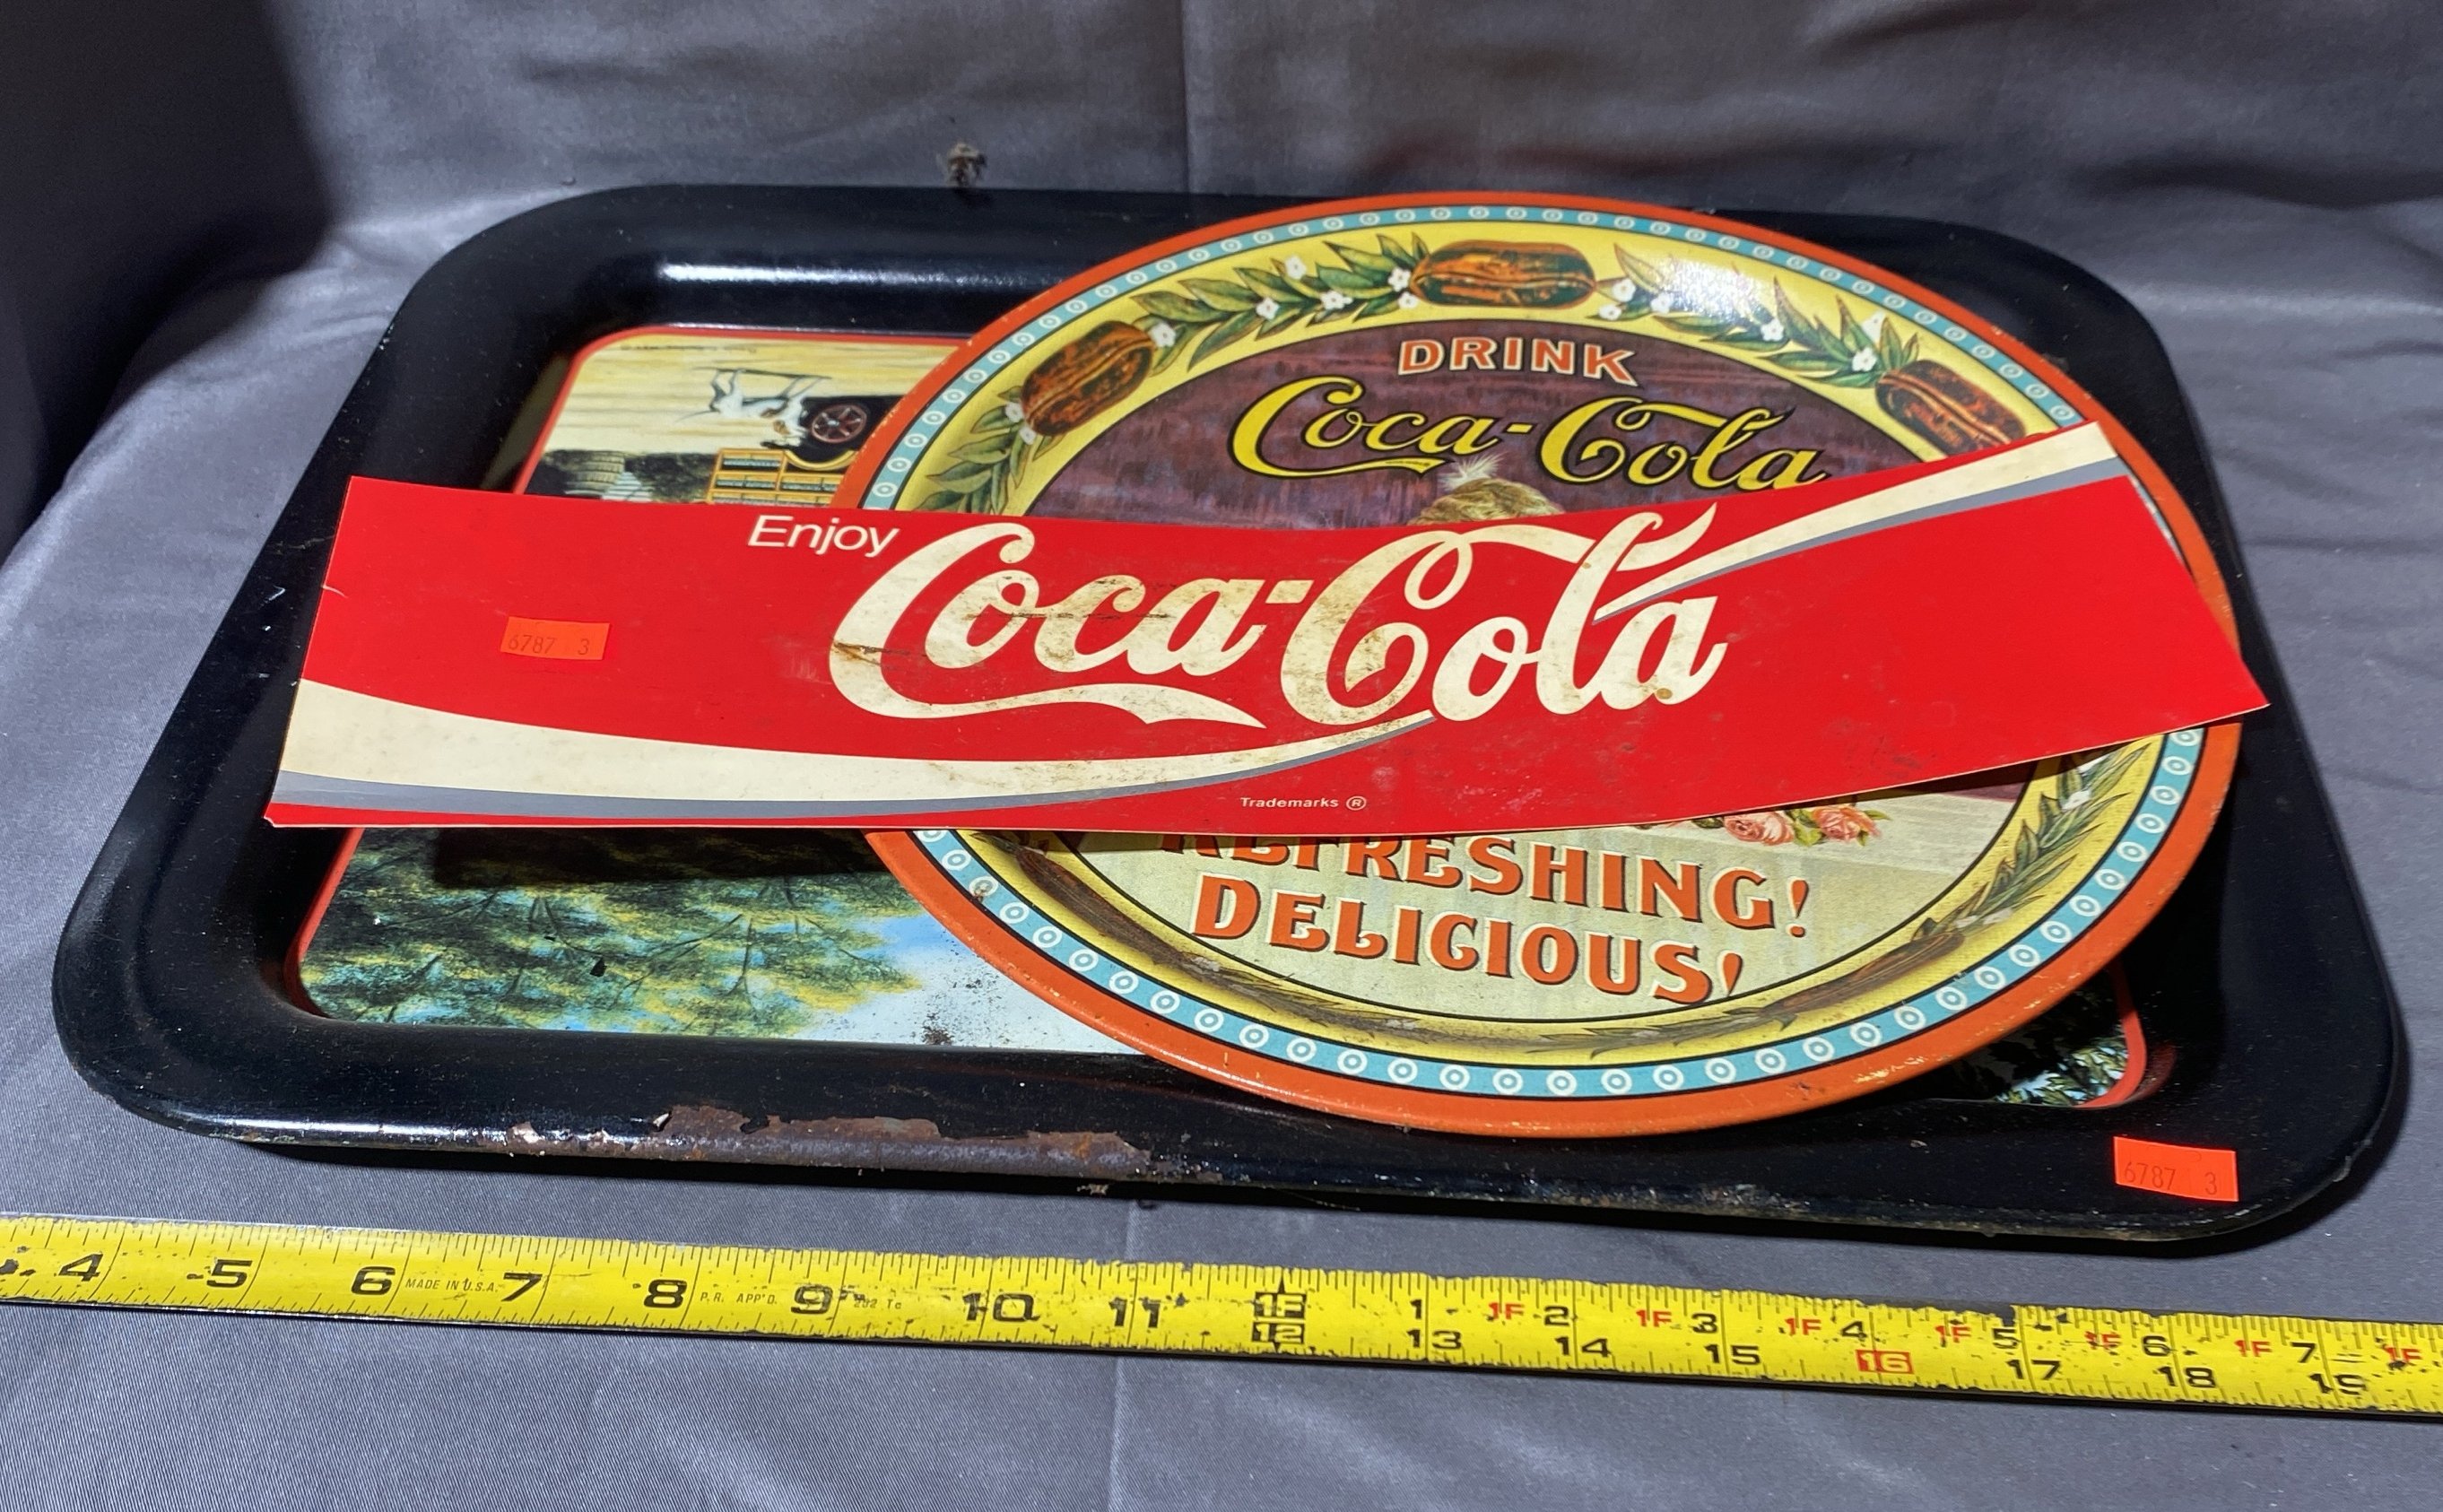 DRINK
Coca-Cola
Enjoy
Coca-Cola
6787 3
Trademarks ®
REFRESHING!
DELICIOUS!
6787 3
4 5 6 MADE IN U.S.A. 7 8 P.R. APP'D. 9 10 11 1F 1 1F 2 1F 3 1F 4 1F 5 1F 6 1F 7 1F
12 13 14 15 16 17 18 19